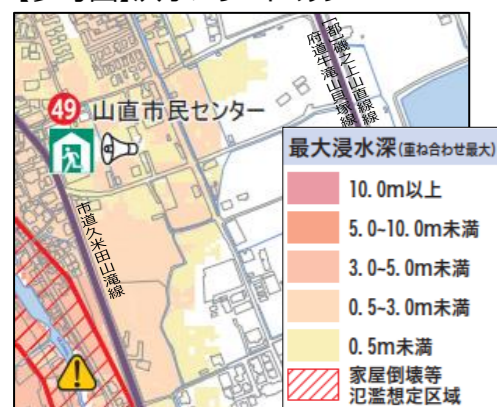 49 山直市民センター
(都)磯之上山直線
府道牛滝山貝塚線
市道久米田山滝線
最大浸水深(重ね合わせ最大)
10.0m以上
5.0~10.0m未満
3.0~5.0m未満
0.5~3.0m未満
0.5m未満
家屋倒壊等
氾濫想定区域